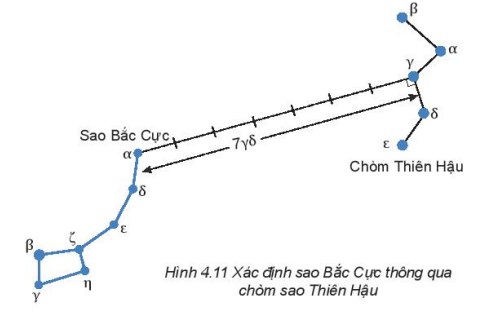 β
α
γ
Sao Bắc Cực
α
7γδ
δ
ε
Chòm Thiên Hậu
δ
ε
ζ
β
η
γ
Hình 4.11 Xác định sao Bắc Cực thông qua
chòm sao Thiên Hậu